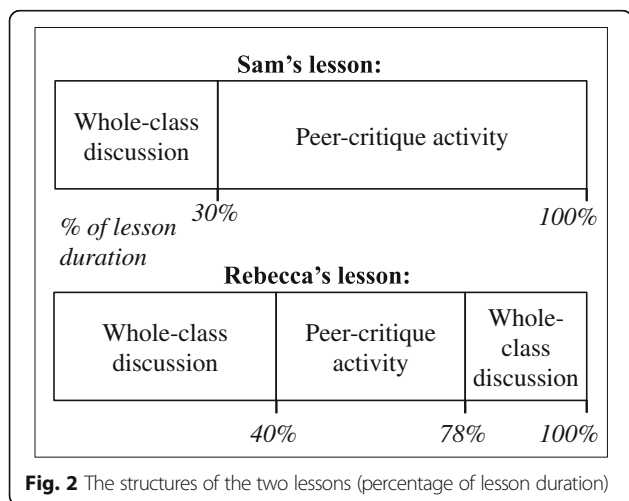 Sam's lesson:
Whole-class
discussion
Peer-critique activity
30%
100%
% of lesson
duration
Rebecca's lesson:
Whole-class
discussion
Peer-critique
activity
Whole-
class
discussion
40%
78%
100%
Fig. 2 The structures of the two lessons (percentage of lesson duration)